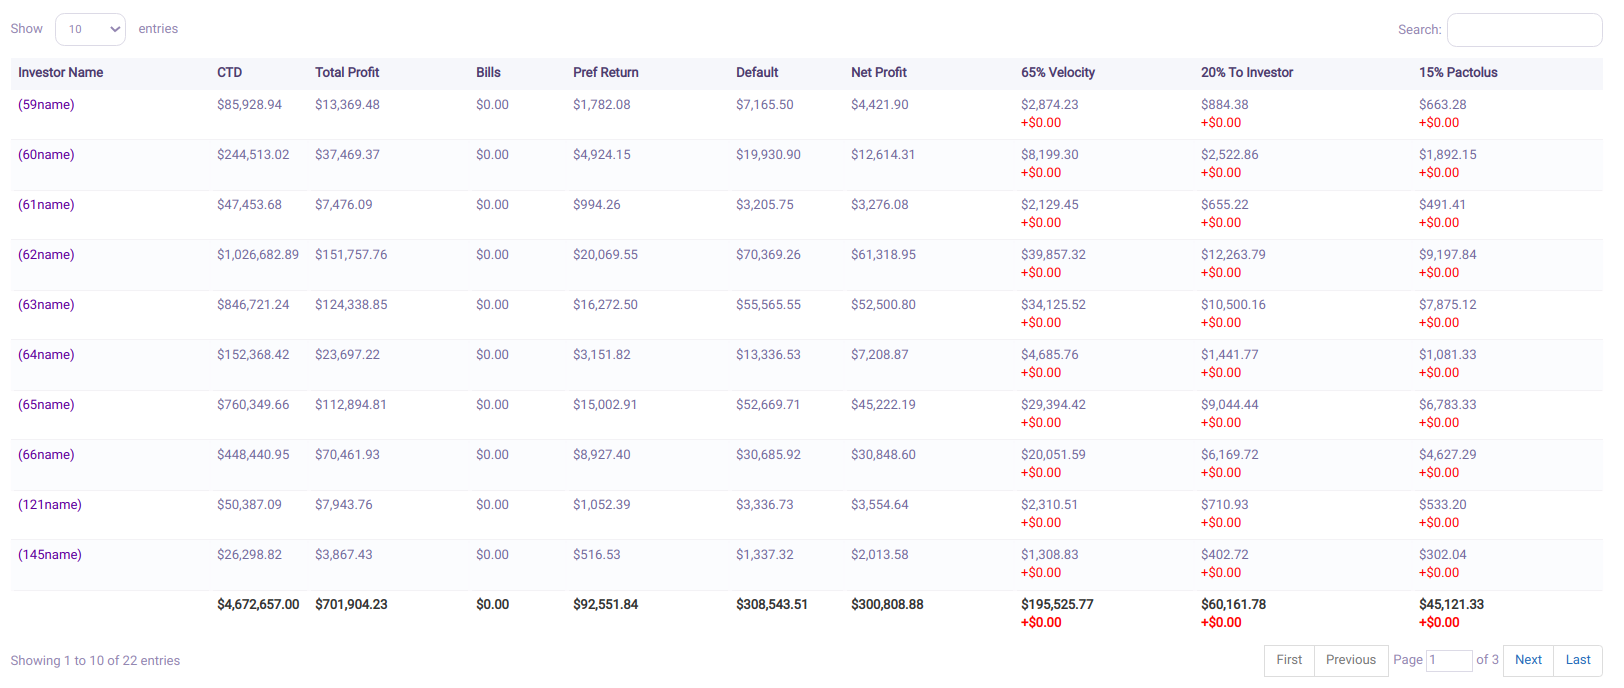 Show 10 entries Search:
Investor Name CTD Total Profit Bills Pref Return Default Net Profit 65% Velocity 20% To Investor 15% Pactolus
(59name) $85,928.94 $13,369.48 $0.00 $1,782.08 $7,165.50 $4,421.90 $2,874.23 $884.38 $663.28
+$0.00 +$0.00 +$0.00
(60name) $244,513.02 $37,469.37 $0.00 $4,924.15 $19,930.90 $12,614.31 $8,199.30 $2,522.86 $1,892.15
+$0.00 +$0.00 +$0.00
(61name) $47,453.68 $7,476.09 $0.00 $994.26 $3,205.75 $3,276.08 $2,129.45 $655.22 $491.41
+$0.00 +$0.00 +$0.00
(62name) $1,026,682.89 $151,757.76 $0.00 $20,069.55 $70,369.26 $61,318.95 $39,857.32 $12,263.79 $9,197.84
+$0.00 +$0.00 +$0.00
(63name) $846,721.24 $124,338.85 $0.00 $16,272.50 $55,565.55 $52,500.80 $34,125.52 $10,500.16 $7,875.12
+$0.00 +$0.00 +$0.00
(64name) $152,368.42 $23,697.22 $0.00 $3,151.82 $13,336.53 $7,208.87 $4,685.76 $1,441.77 $1,081.33
+$0.00 +$0.00 +$0.00
(65name) $760,349.66 $112,894.81 $0.00 $15,002.91 $52,669.71 $45,222.19 $29,394.42 $9,044.44 $6,783.33
+$0.00 +$0.00 +$0.00
(66name) $448,440.95 $70,461.93 $0.00 $8,927.40 $30,685.92 $30,848.60 $20,051.59 $6,169.72 $4,627.29
+$0.00 +$0.00 +$0.00
(121name) $50,387.09 $7,943.76 $0.00 $1,052.39 $3,336.73 $3,554.64 $2,310.51 $710.93 $533.20
+$0.00 +$0.00 +$0.00
(145name) $26,298.82 $3,867.43 $0.00 $516.53 $1,337.32 $2,013.58 $1,308.83 $402.72 $302.04
+$0.00 +$0.00 +$0.00
$4,672,657.00 $701,904.23 $0.00 $92,551.84 $308,543.51 $300,808.88 $195,525.77 $60,161.78 $45,121.33
+$0.00 +$0.00 +$0.00
Showing 1 to 10 of 22 entries First Previous Page 1 of 3 Next Last